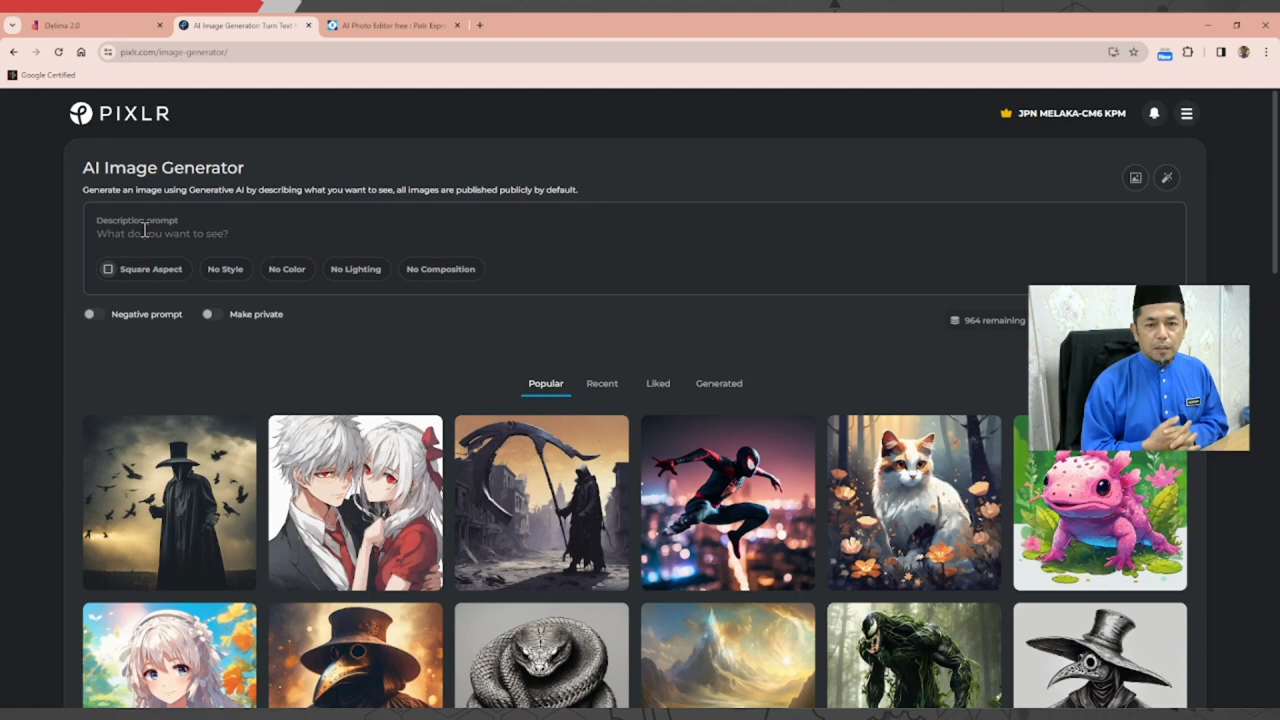 Delima 2.0
AI Image Generator: Turn Text
AI Photo Editor free : Pixlr Expr
pixlr.com/image-generator/
New
Google Certified
PIXLR
JPN MELAKA-CM6 KPM
AI Image Generator
Generate an image using Generative AI by describing what you want to see, all images are published publicly by default.
Description prompt
What do you want to see?
Square Aspect
No Style
No Color
No Lighting
No Composition
Negative prompt
Make private
964 remaining
Popular
Recent
Liked
Generated